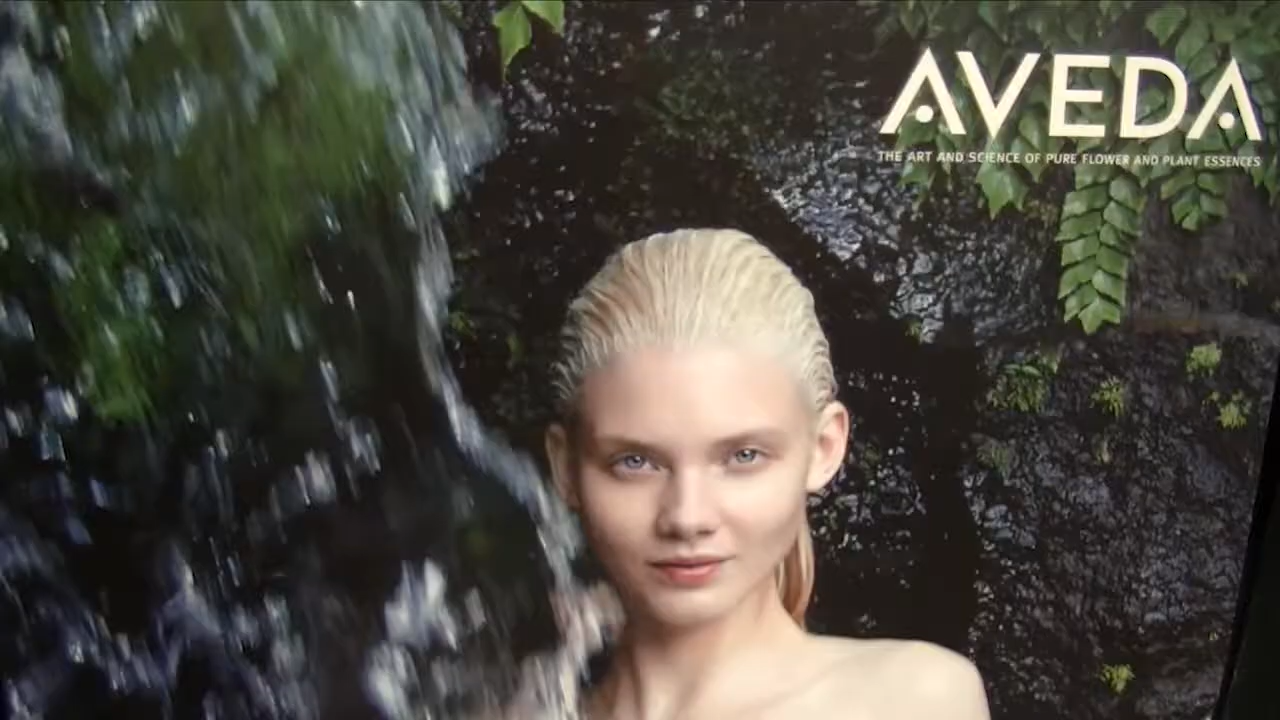 AVEDA
THE ART AND SCIENCE OF PURE FLOWER AND PLANT ESSENCES